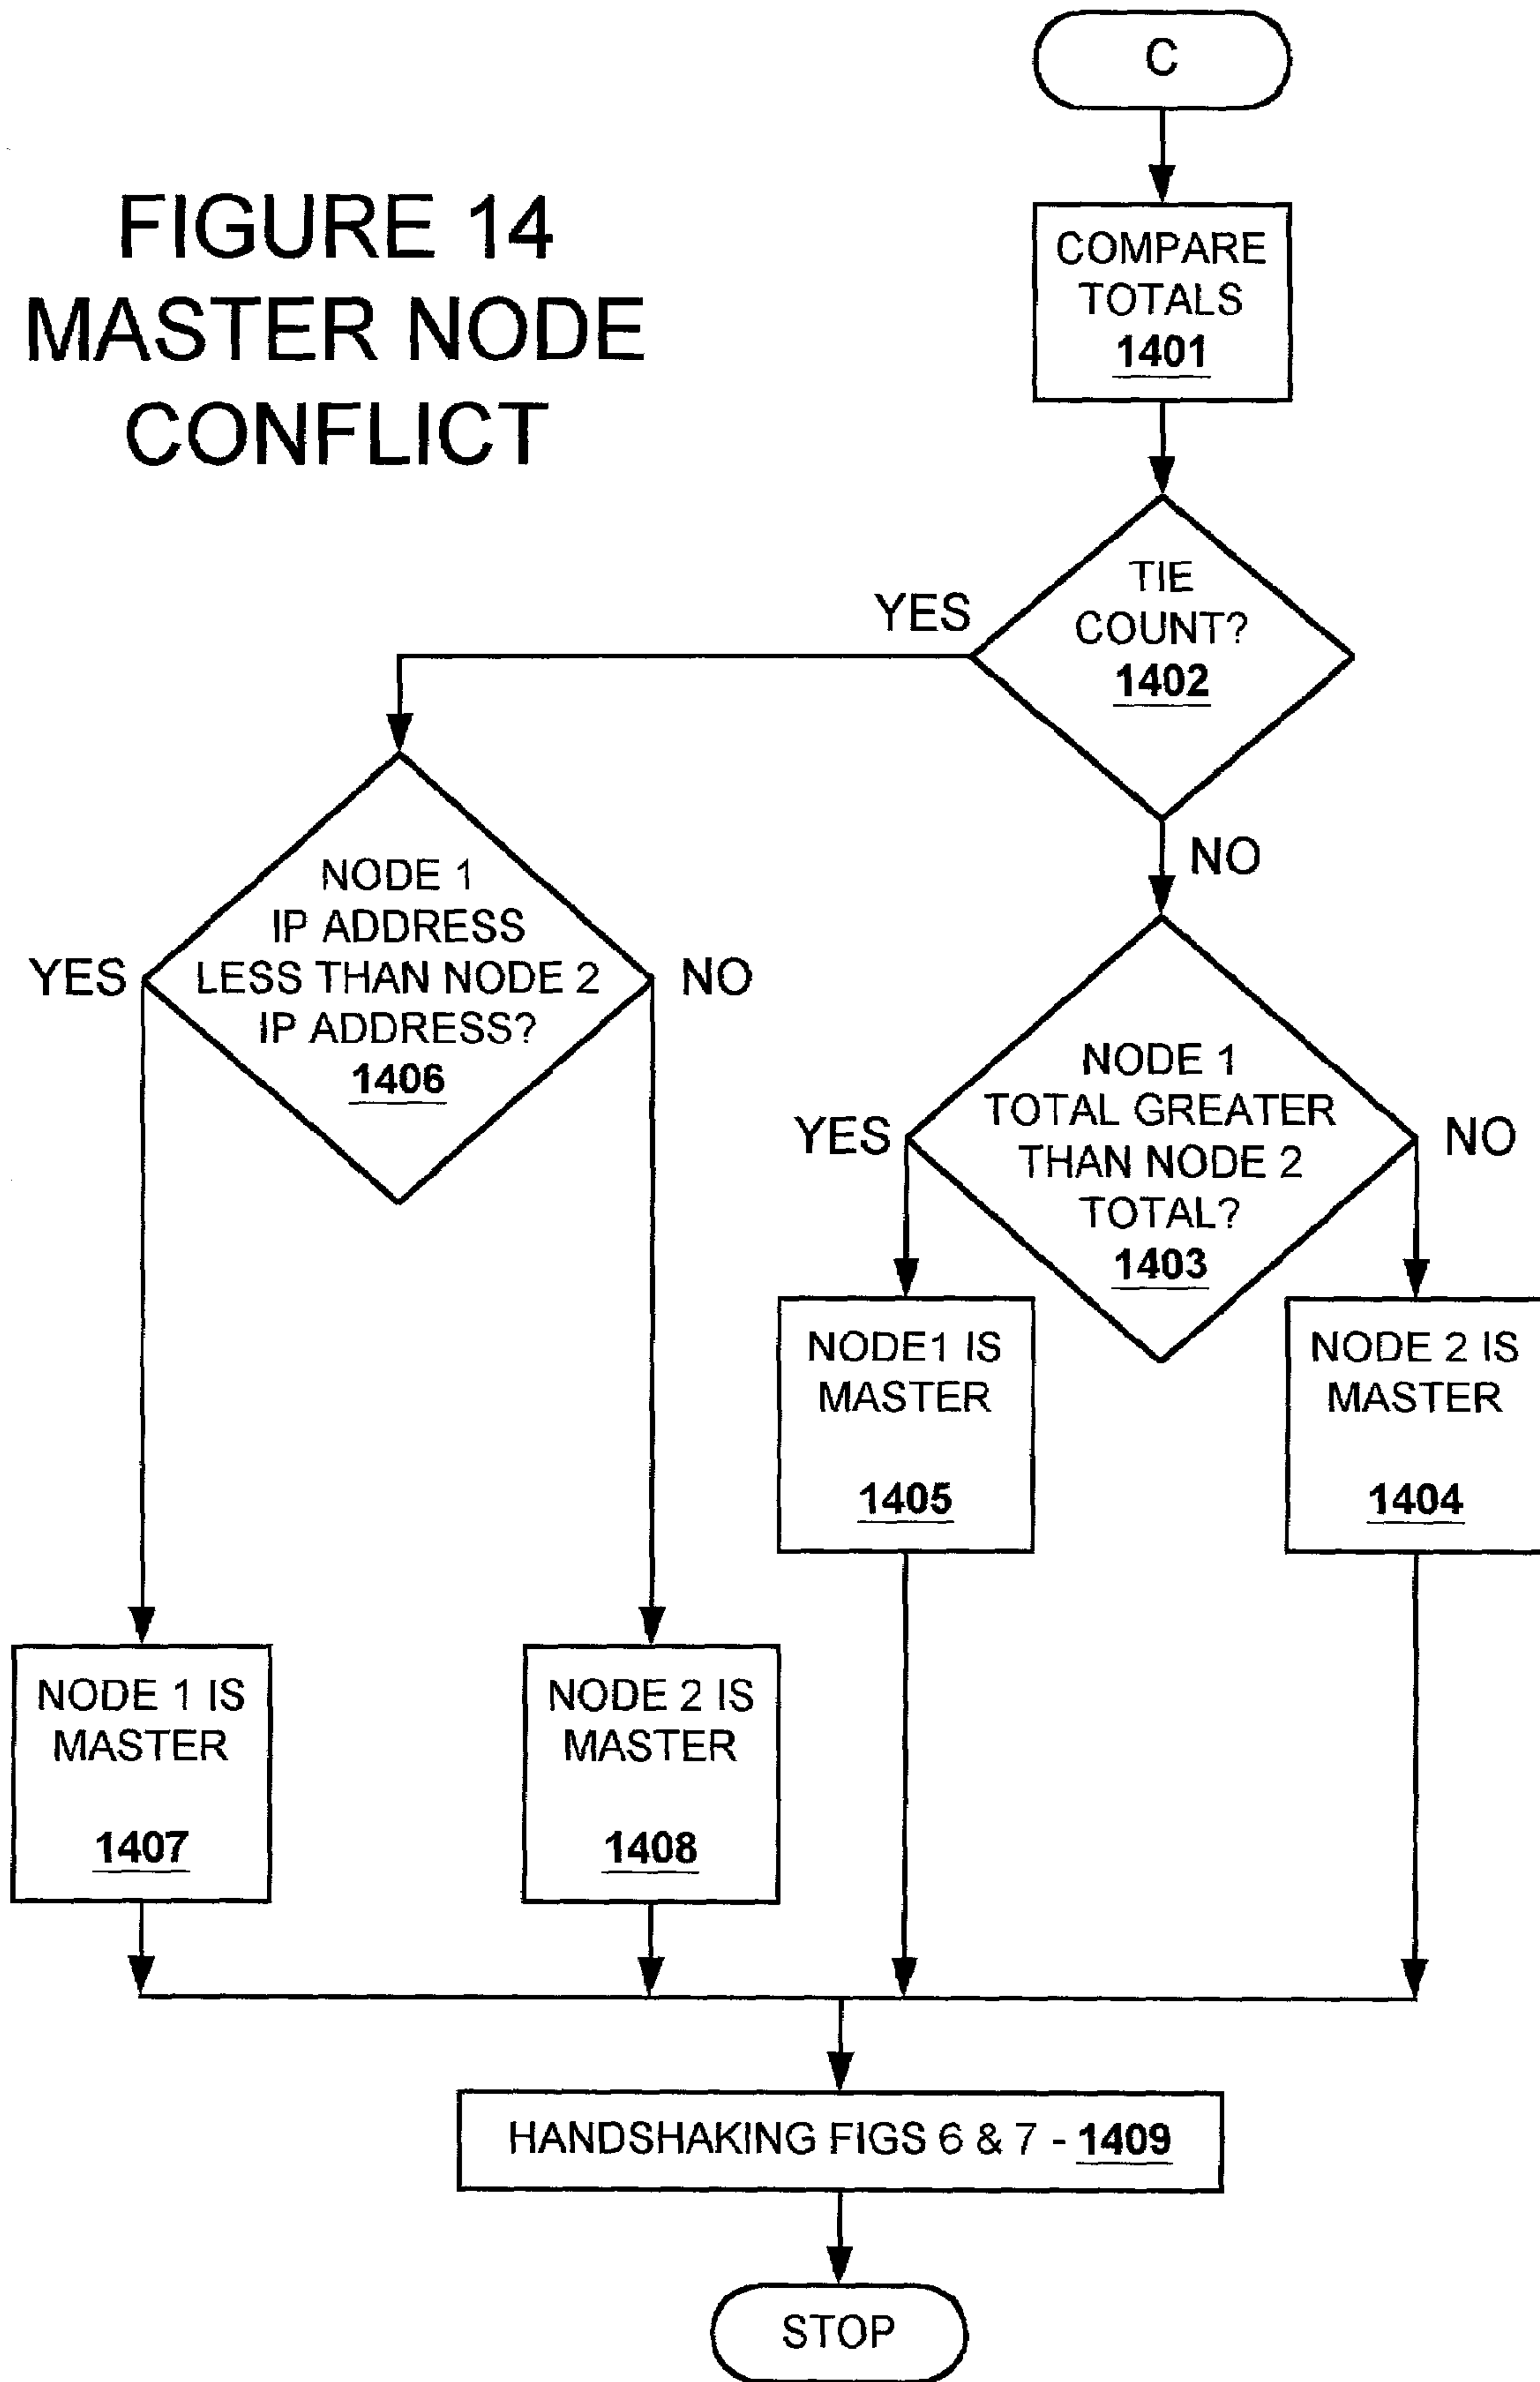 C
FIGURE 14
MASTER NODE
CONFLICT
COMPARE
TOTALS
1401
TIE
COUNT?
1402
YES
NO
NODE 1
IP ADDRESS
LESS THAN NODE 2
IP ADDRESS?
1406
YES
NO
NODE 1
TOTAL GREATER
THAN NODE 2
TOTAL?
1403
YES
NO
NODE1 IS
MASTER
1405
NODE 2 IS
MASTER
1404
NODE 1 IS
MASTER
1407
NODE 2 IS
MASTER
1408
HANDSHAKING FIGS 6 & 7 - 1409
STOP